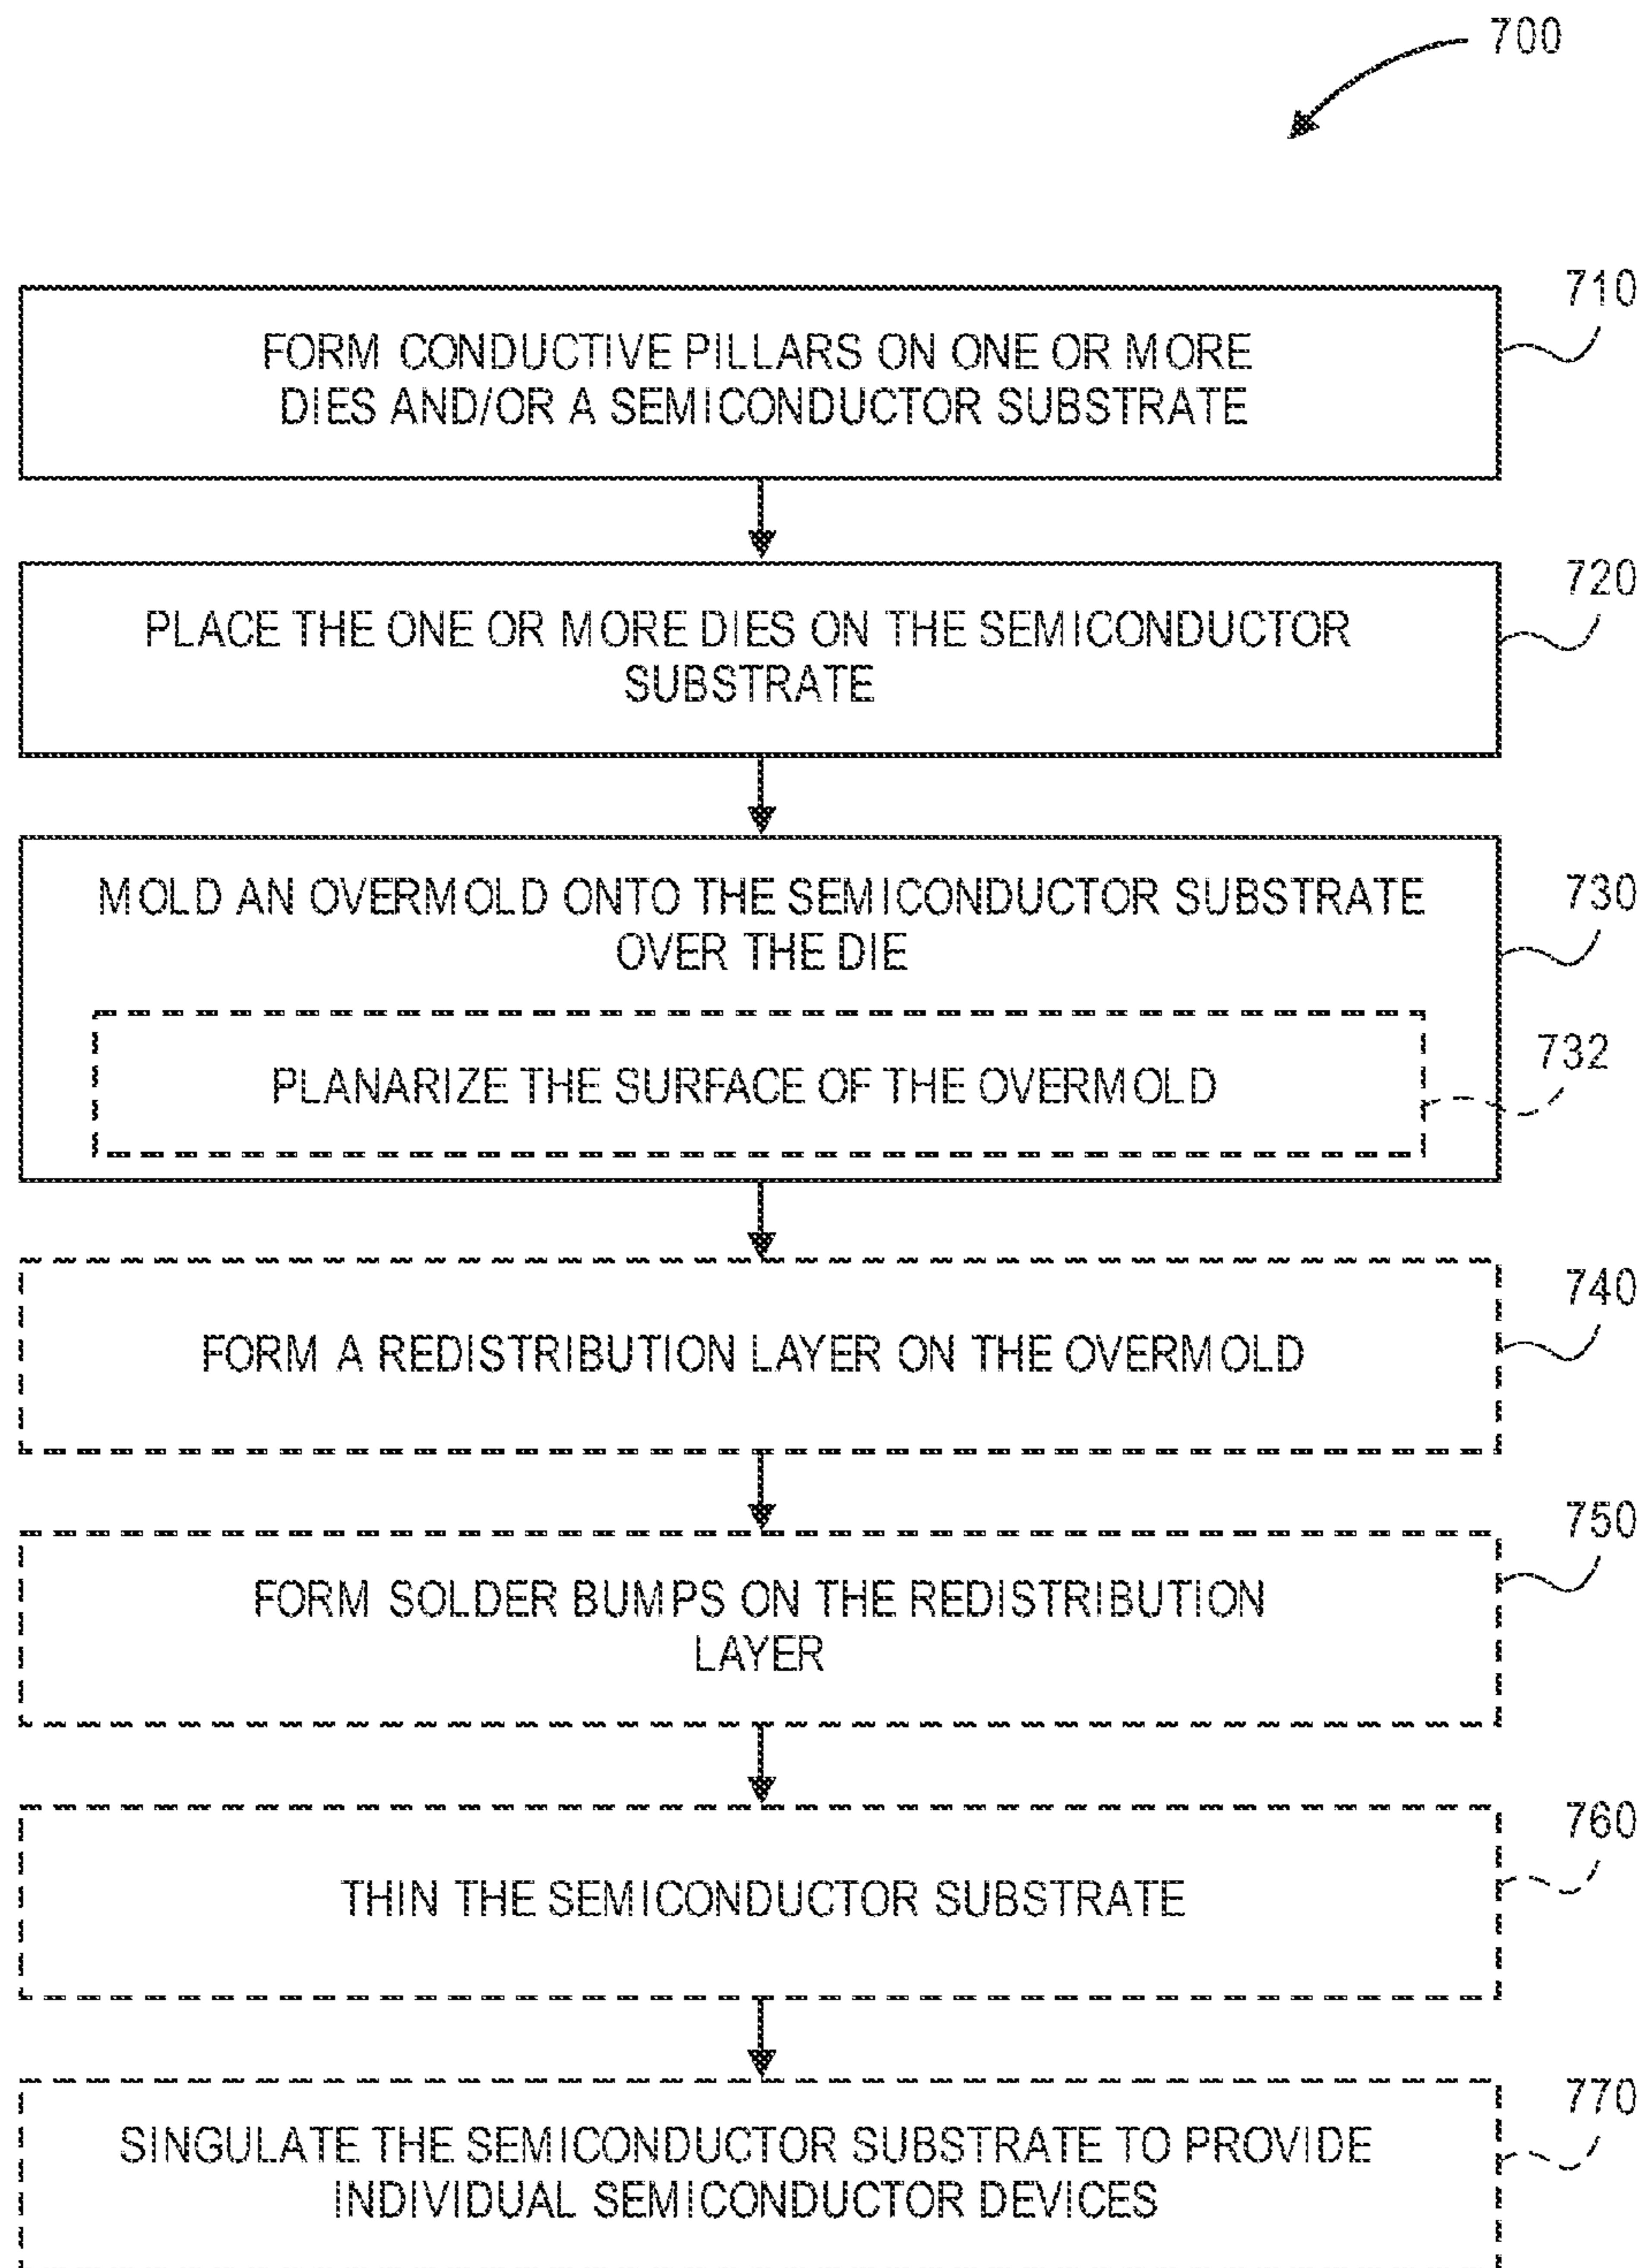 700
710
FORM CONDUCTIVE PILLARS ON ONE OR MORE
DIES AND/OR A SEMICONDUCTOR SUBSTRATE
720
PLACE THE ONE OR MORE DIES ON THE SEMICONDUCTOR
SUBSTRATE
730
MOLD AN OVERMOLD ONTO THE SEMICONDUCTOR SUBSTRATE
OVER THE DIE
732
PLANARIZE THE SURFACE OF THE OVERMOLD
740
FORM A REDISTRIBUTION LAYER ON THE OVERMOLD
750
FORM SOLDER BUMPS ON THE REDISTRIBUTION
LAYER
760
THIN THE SEMICONDUCTOR SUBSTRATE
770
SINGULATE THE SEMICONDUCTOR SUBSTRATE TO PROVIDE
INDIVIDUAL SEMICONDUCTOR DEVICES